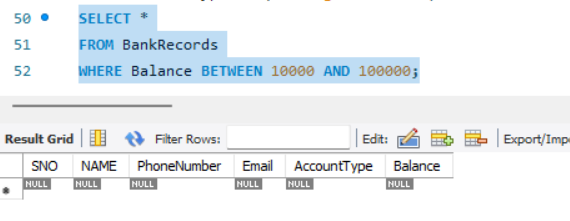 50 SELECT *
51 FROM BankRecords
52 WHERE Balance BETWEEN 10000 AND 100000;
Result Grid Filter Rows: Edit: Export/Imp
SNO NAME PhoneNumber Email AccountType Balance
* NULL NULL NULL NULL NULL NULL